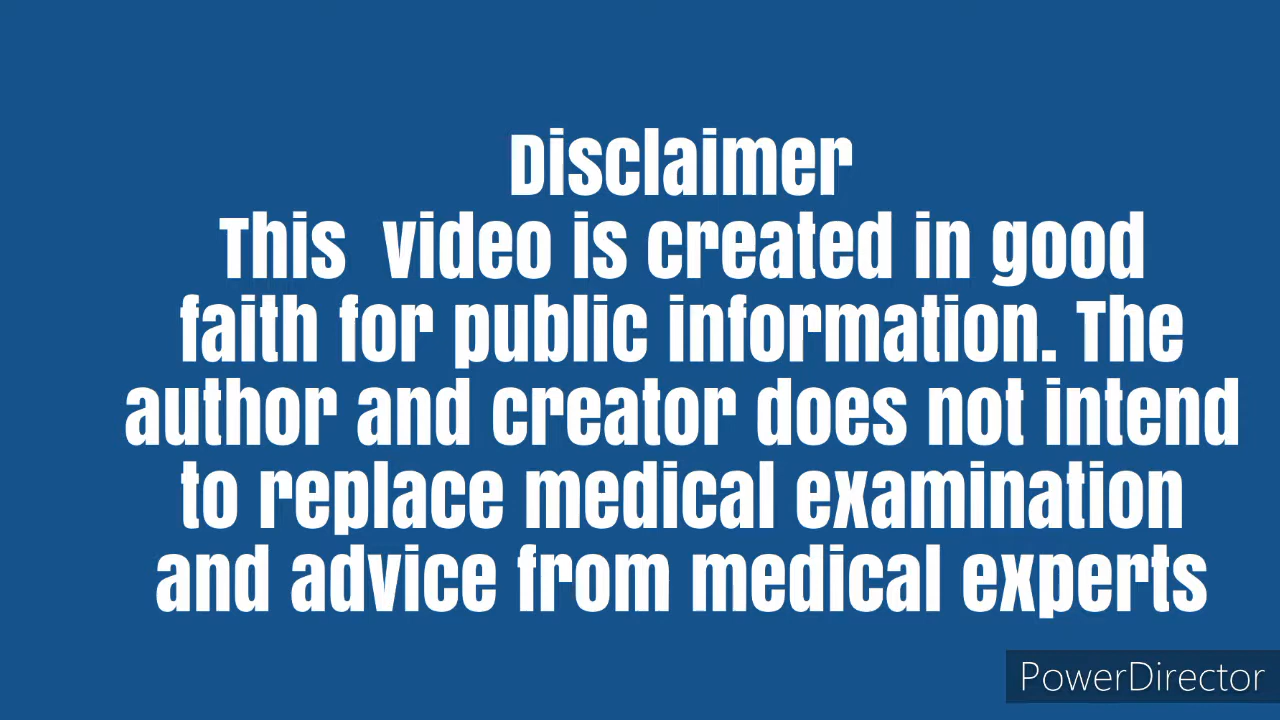 Disclaimer
This  video is created in good
faith for public information. The
author and creator does not intend
to replace medical examination
and advice from medical experts
PowerDirector